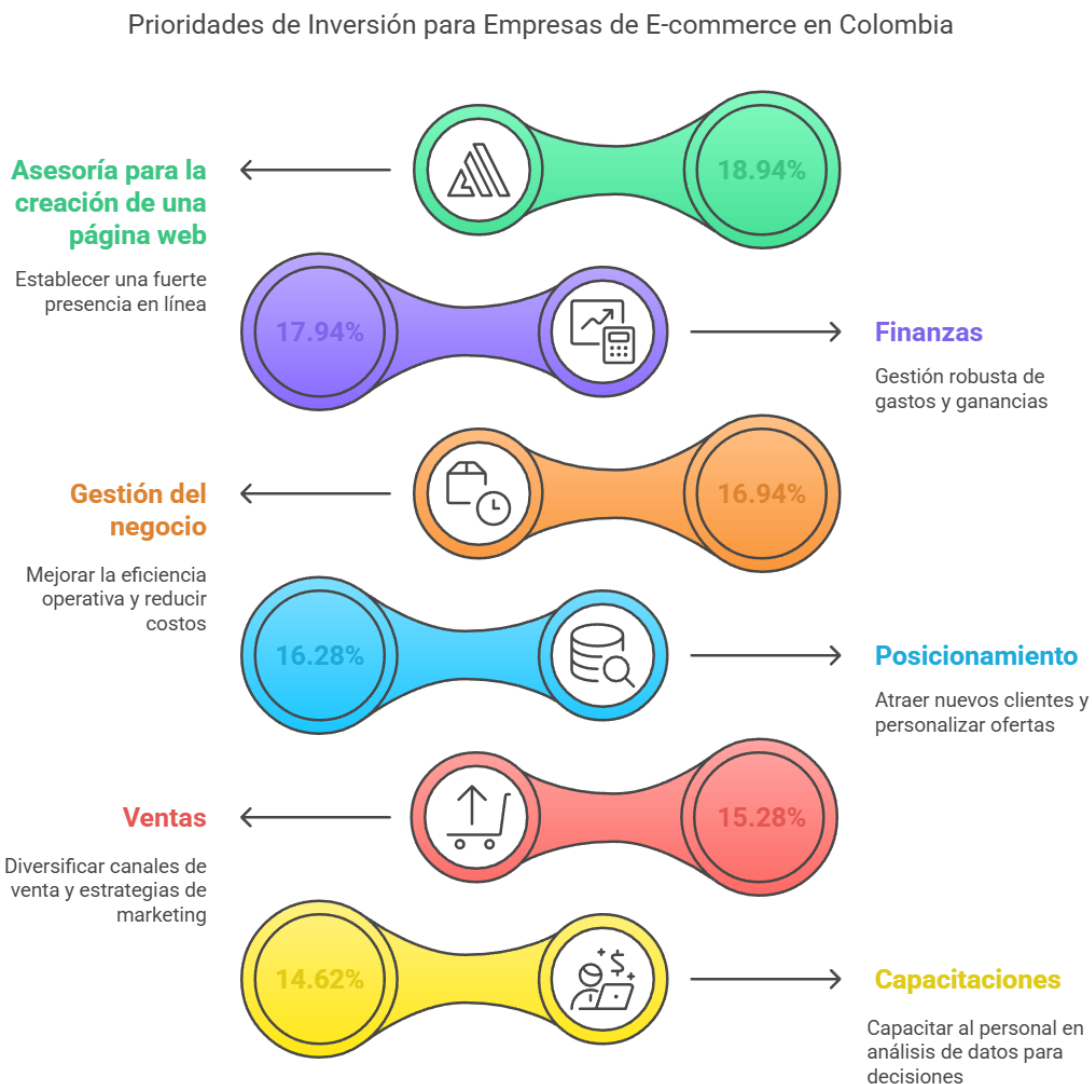 Prioridades de Inversión para Empresas de E-commerce en Colombia
Asesoría para la
creación de una
página web
Establecer una fuerte
presencia en línea
18.94%
17.94%
Finanzas
Gestión robusta de
gastos y ganancias
Gestión del
negocio
Mejorar la eficiencia
operativa y reducir
costos
16.94%
16.28%
Posicionamiento
Atraer nuevos clientes y
personalizar ofertas
Ventas
Diversificar canales de
venta y estrategias de
marketing
15.28%
14.62%
Capacitaciones
Capacitar al personal en
análisis de datos para
decisiones